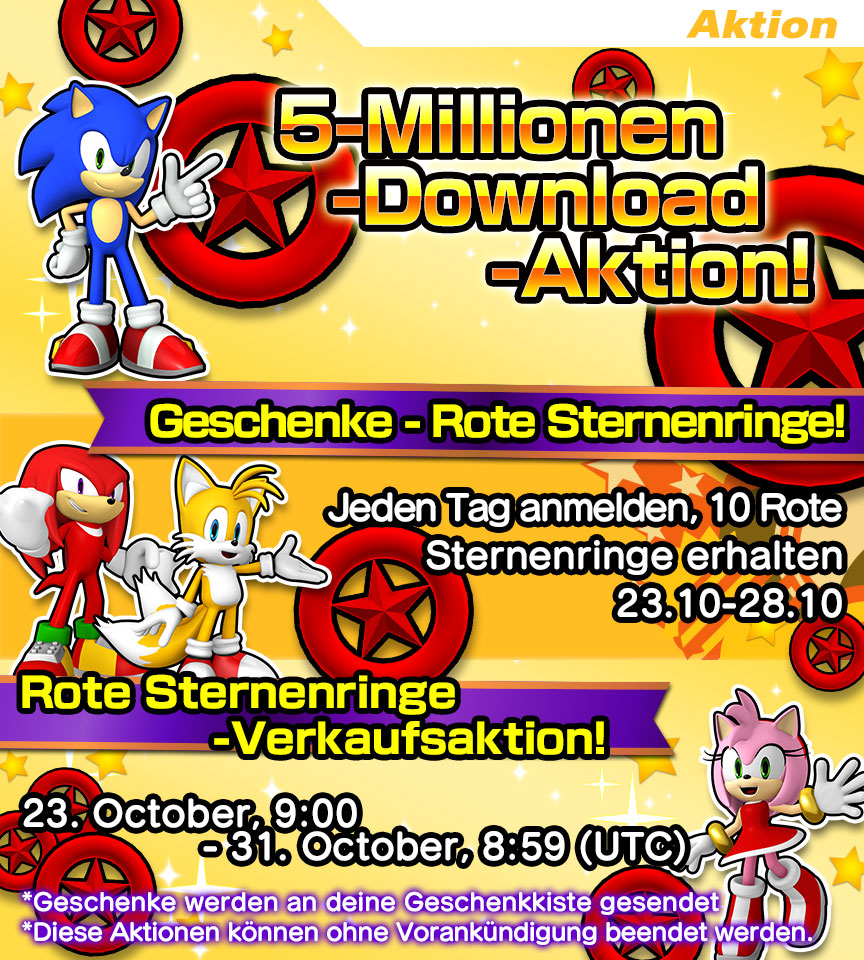 Aktion
5-Millionen
-Download
-Aktion!
Geschenke - Rote Sternenringe!
Jeden Tag anmelden, 10 Rote
Sternenringe erhalten
23.10-28.10
Rote Sternenringe
-Verkaufsaktion!
23. October, 9:00
- 31. October, 8:59 (UTC)
*Geschenke werden an deine Geschenkkiste gesendet
*Diese Aktionen können ohne Vorankündigung beendet werden.